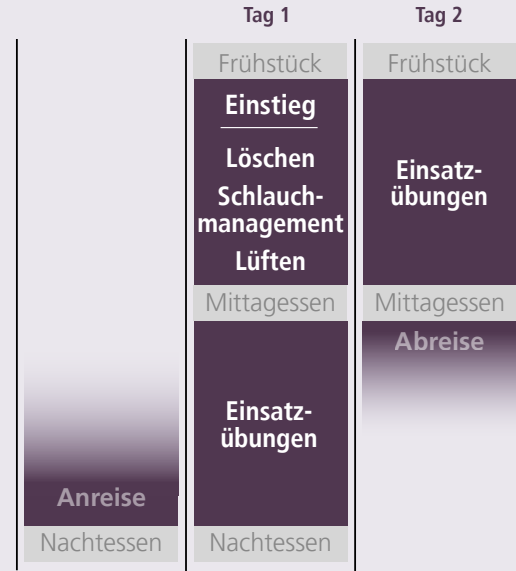 Tag 1
Tag 2
Anreise
Nachtessen
Frühstück
Einstieg
Löschen
Schlauch-
management
Lüften
Mittagessen
Einsatz-
übungen
Nachtessen
Frühstück
Einsatz-
übungen
Mittagessen
Abreise